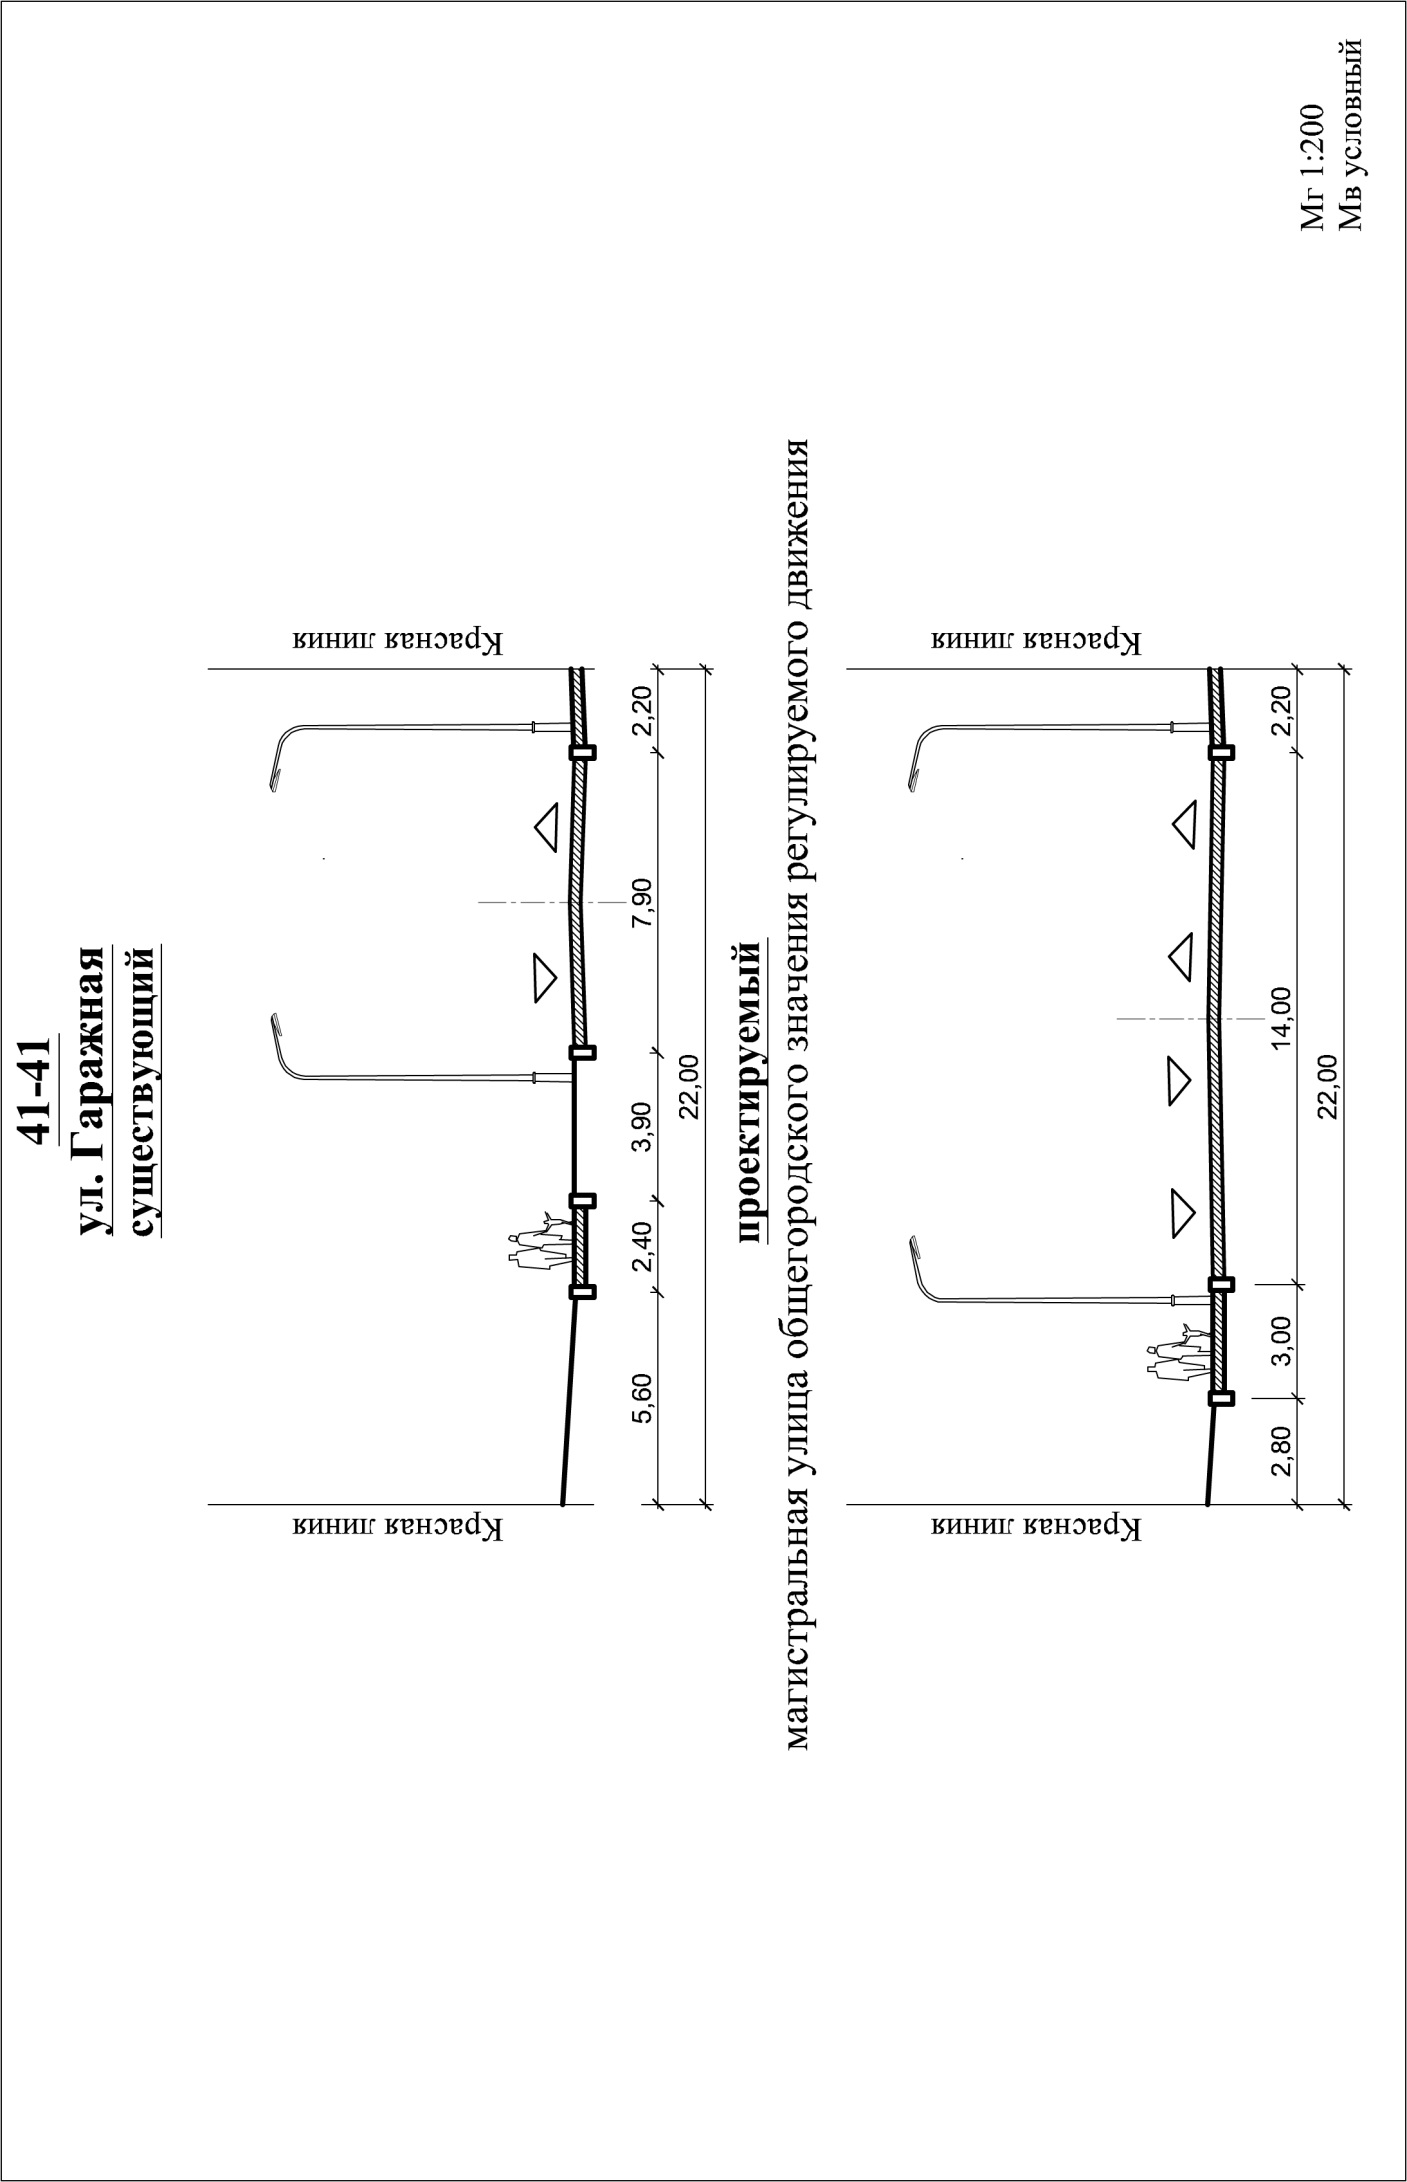 41-41
ул. Гаражная
существующий
Красная линия
Красная линия
5,60
2,40
3,90
7,90
2,20
22,00
проектируемый
магистральная улица общегородского значения регулируемого движения
Красная линия
Красная линия
2,80
3,00
14,00
2,20
22,00
Мг 1:200
Мв условный